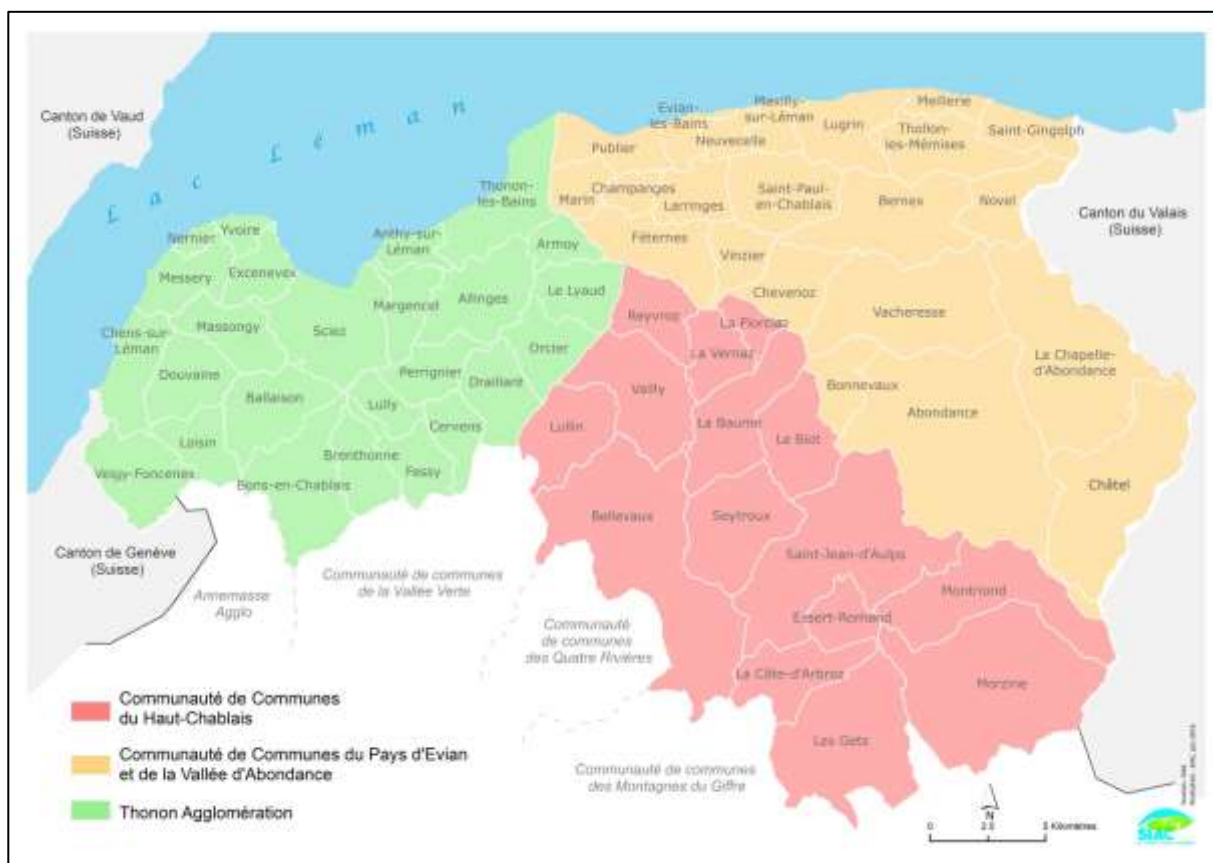 Canton de Vaud
(Suisse)
Lac Léman
Evian-
les-Bains
Maxilly-
sur-Léman
Meillerie
Lugrin
Neuvecelle
Publier
Thollon-
les-Mémises
Saint-Gingolph
Thonon-
les-Bains
Marin
Champanges
Larringes
Saint-Paul-
en-Chablais
Bernex
Novel
Canton du Valais
(Suisse)
Nernier
Yvoire
Anthy-sur-
Léman
Armoy
Féternes
Vinzier
Messery
Excenevex
Margencel
Allinges
Le Lyaud
Chevenoz
Vacheresse
Chens-sur-
Léman
Massongy
Sciez
Reyvroz
La Forclaz
La Vernaz
Orcier
La Chapelle-
d'Abondance
Douvaine
Ballaison
Perrignier
Draillant
Vailly
Bonnevaux
Abondance
Lully
Cervens
Lullin
La Baume
Le Biot
Loisin
Brenthonne
Fessy
Veigy-Foncenex
Bons-en-Chablais
Châtel
Bellevaux
Seytroux
Canton de Genève
(Suisse)
Saint-Jean-d'Aulps
Communauté de communes
de la Vallée Verte
Annemasse
Agglo
Montriond
Essert-Romand
Communauté
de communes
des Quatre Rivières
La Côte-d'Arbroz
Morzine
Les Gets
Communauté de Communes
du Haut-Chablais
Communauté de Communes du Pays d'Evian
et de la Vallée d'Abondance
Thonon Agglomération
Communauté de communes
des Montagnes du Giffre
N
0 2.5 5 Kilomètres
SIAC